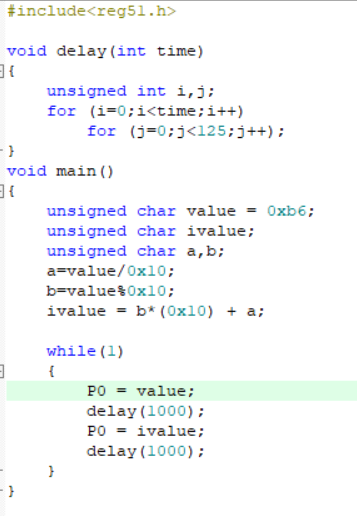 #include<reg51.h>
void delay(int time)
{
unsigned int i,j;
for (i=0;i<time;i++)
for (j=0;j<125;j++);
}
void main()
{
unsigned char value = 0xb6;
unsigned char ivalue;
unsigned char a,b;
a=value/0x10;
b=value%0x10;
ivalue = b*(0x10) + a;
while(1)
{
P0 = value;
delay(1000);
P0 = ivalue;
delay(1000);
}
}